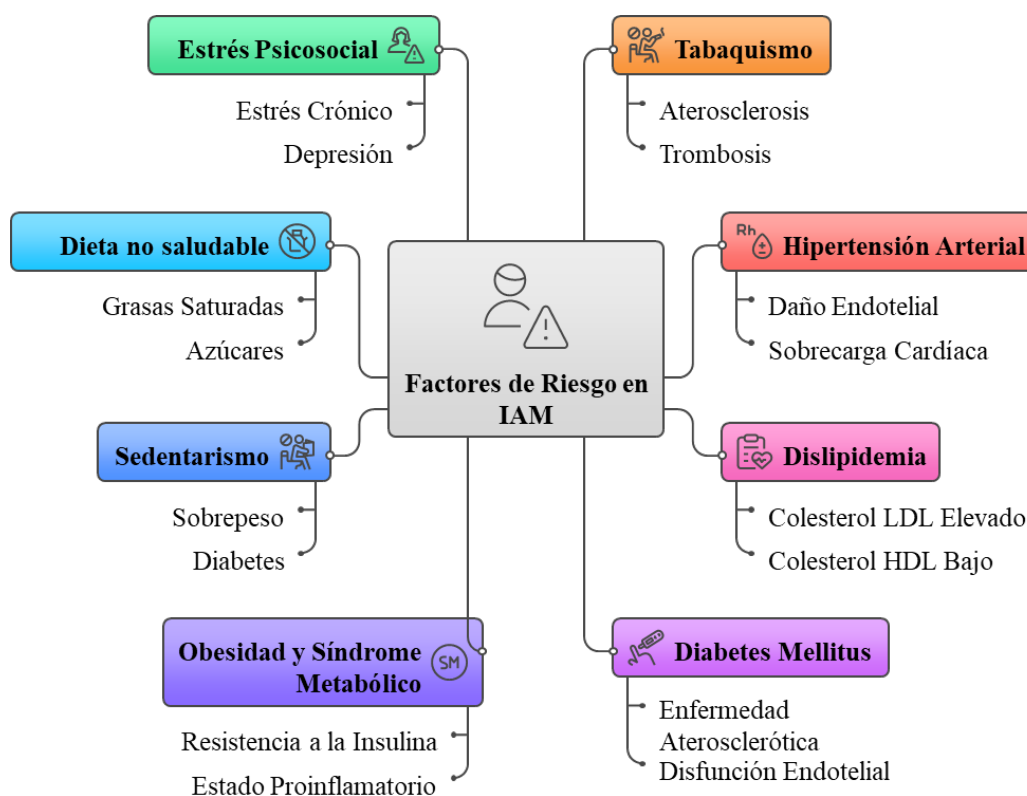 Estrés Psicosocial
Estrés Crónico
Depresión
Tabaquismo
Aterosclerosis
Trombosis
Dieta no saludable
Grasas Saturadas
Azúcares
Rh
Hipertensión Arterial
Daño Endotelial
Sobrecarga Cardíaca
Factores de Riesgo en
IAM
Sedentarismo
Sobrepeso
Diabetes
Dislipidemia
Colesterol LDL Elevado
Colesterol HDL Bajo
Obesidad y Síndrome
Metabólico
SM
Resistencia a la Insulina
Estado Proinflamatorio
Diabetes Mellitus
Enfermedad
Aterosclerótica
Disfunción Endotelial